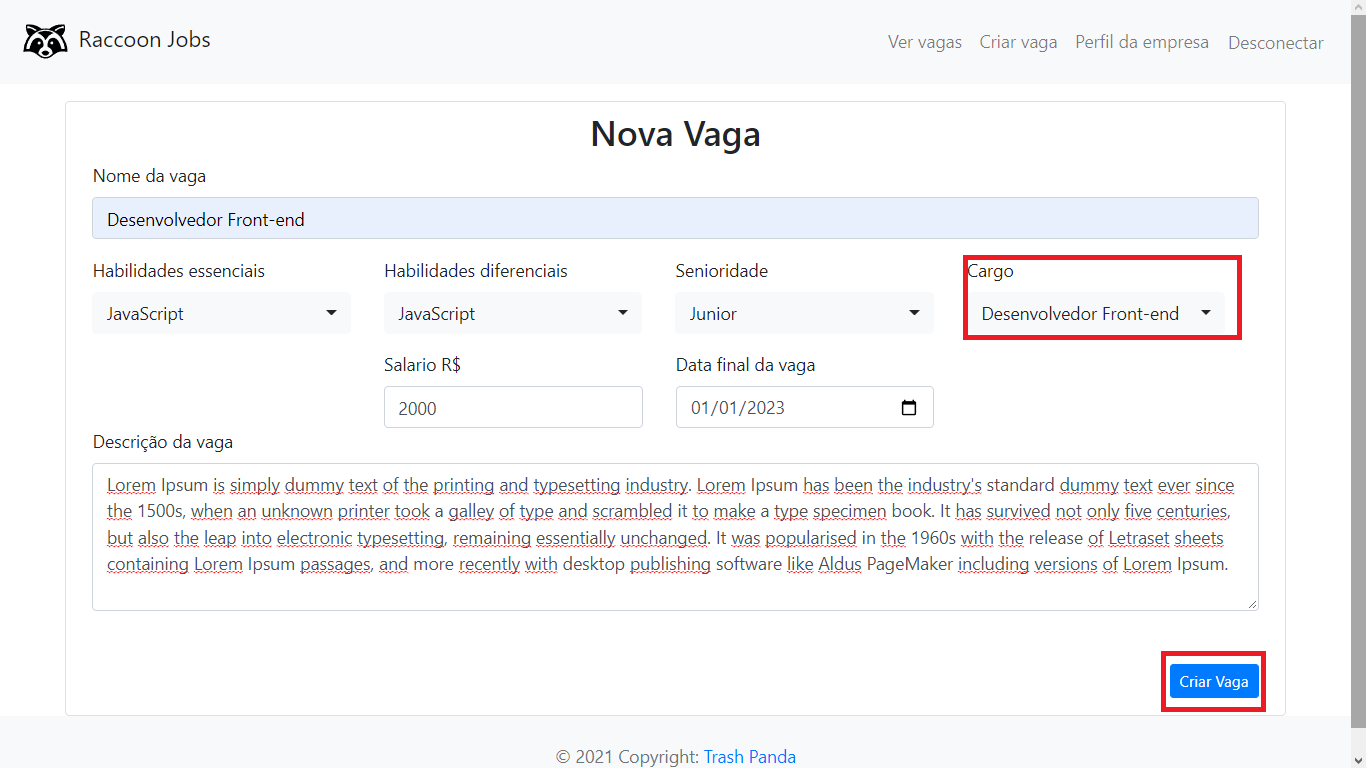 Raccoon Jobs
Ver vagas Criar vaga Perfil da empresa Desconectar
Nova Vaga
Nome da vaga
Desenvolvedor Front-end
Habilidades essenciais Habilidades diferenciais Senioridade Cargo
JavaScript JavaScript Junior Desenvolvedor Front-end
Salario R$ Data final da vaga
2000 01/01/2023
Descrição da vaga
Lorem Ipsum is simply dummy text of the printing and typesetting industry. Lorem Ipsum has been the industry's standard dummy text ever since
the 1500s, when an unknown printer took a galley of type and scrambled it to make a type specimen book. It has survived not only five centuries,
but also the leap into electronic typesetting, remaining essentially unchanged. It was popularised in the 1960s with the release of Letraset sheets
containing Lorem Ipsum passages, and more recently with desktop publishing software like Aldus PageMaker including versions of Lorem Ipsum.
Criar Vaga
© 2021 Copyright: Trash Panda